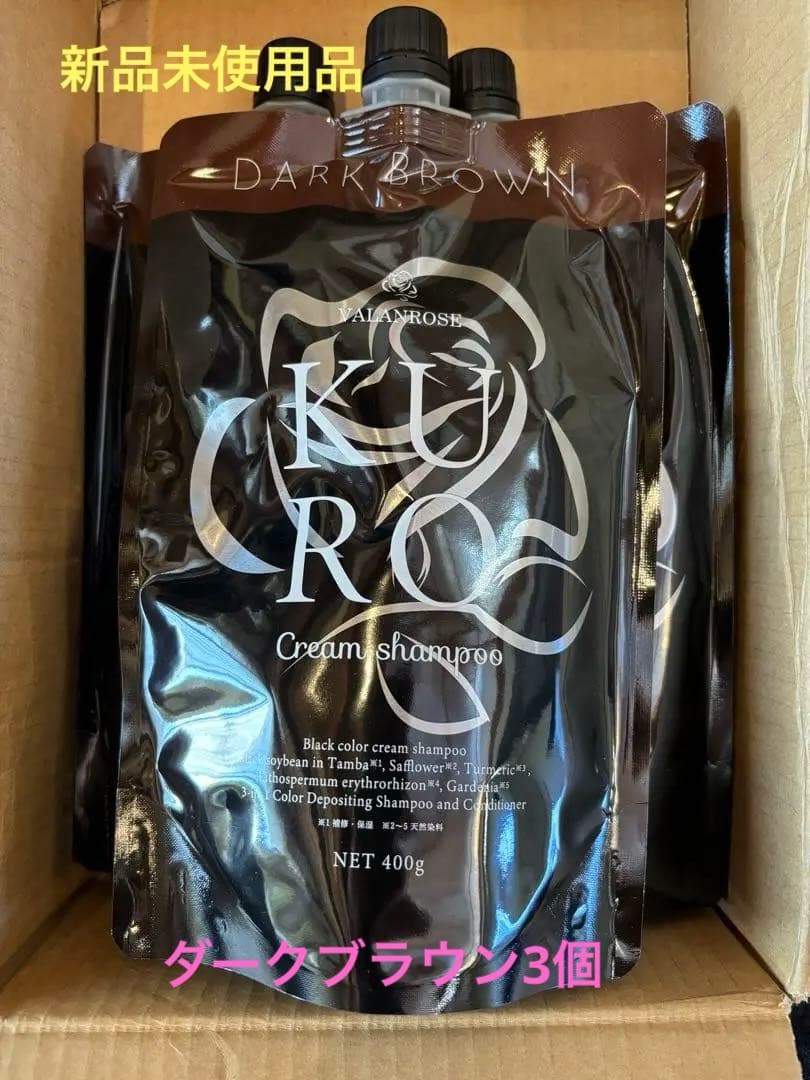 新品未使用品
DARK BROWN
VALANROSE
KU
RO
Cream shampoo
Black color cream shampoo
soybean in Tamba※1, Safflower※2, Turmeric※3,
Lithospermum erythrorhizon※4, Gardenia※5
3-in-1 Color Depositing Shampoo and Conditioner
※1 補修・保湿 ※2～5 天然染料
NET 400g
ダークブラウン3個